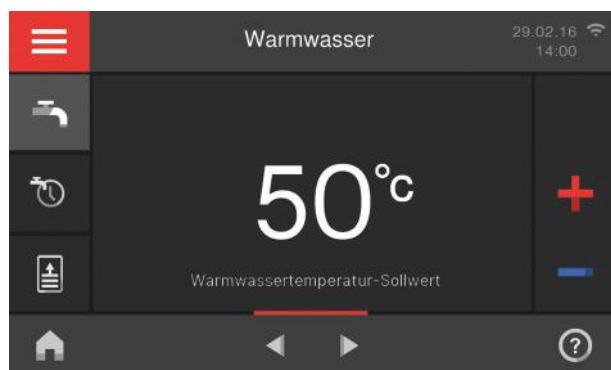 Warmwasser
29.02.16
14:00
50°C
Warmwassertemperatur-Sollwert
?